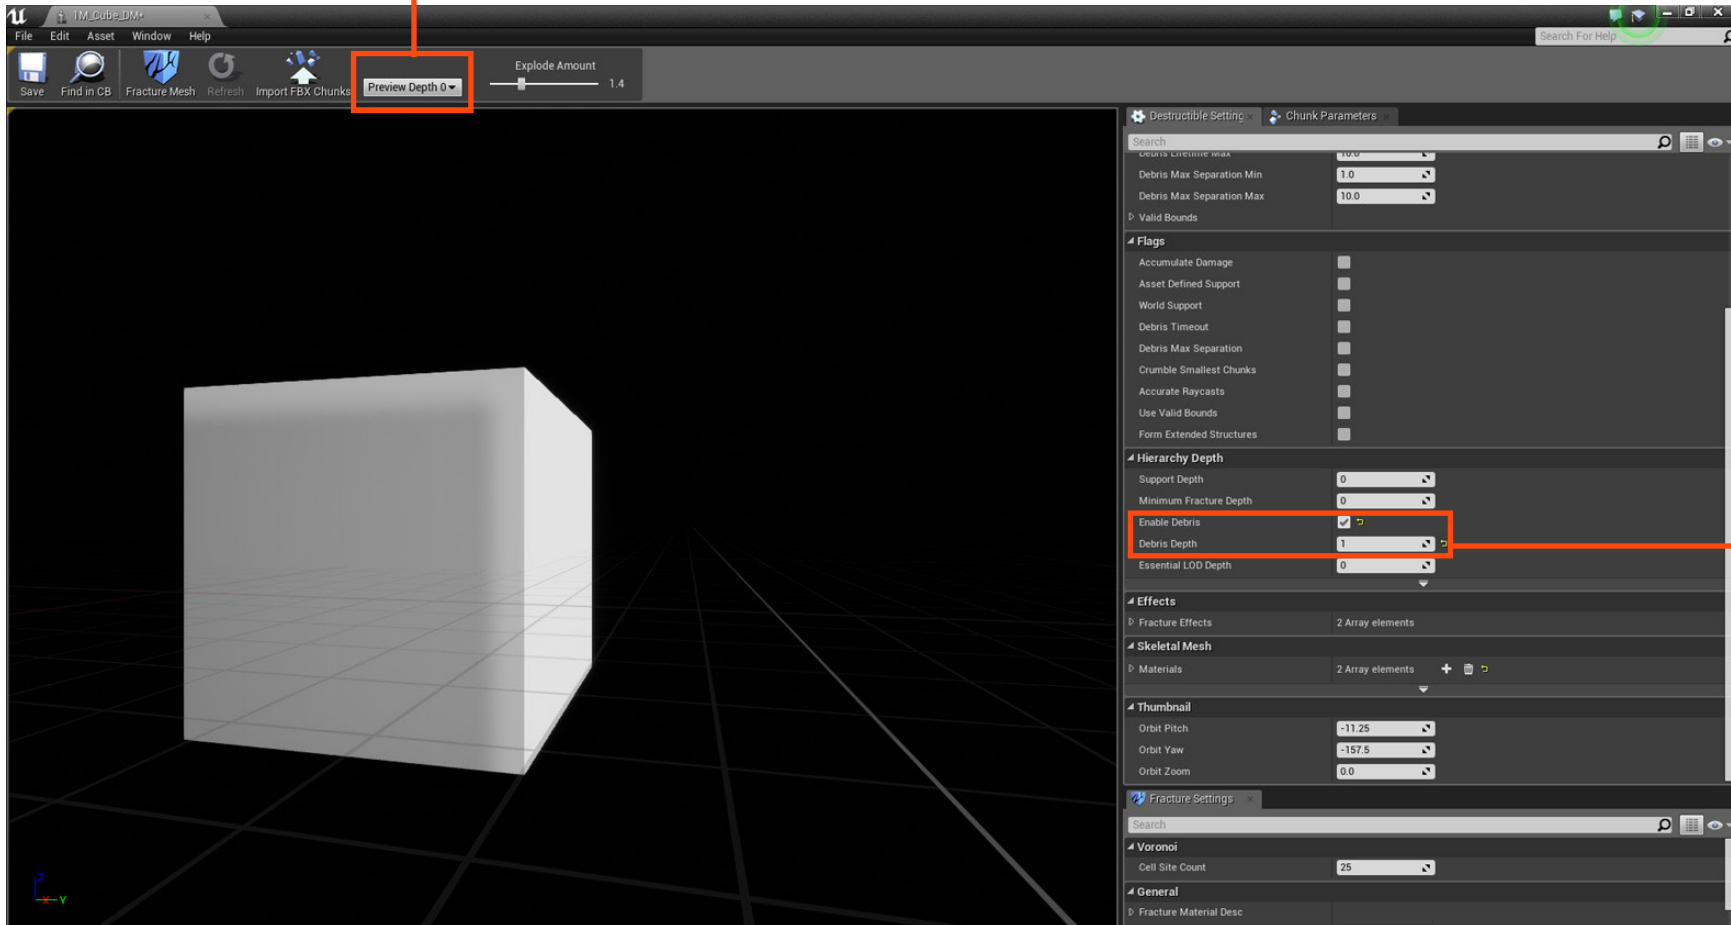 1M_Cube_DM*
File Edit Asset Window Help
Search For Help
Save Find in CB Fracture Mesh Refresh Import FBX Chunks
Preview Depth 0
Explode Amount
1.4
Destructible Setting Chunk Parameters
Search
Debris Lifetime Max 10.0
Debris Max Separation Min 1.0
Debris Max Separation Max 10.0
Valid Bounds
Flags
Accumulate Damage
Asset Defined Support
World Support
Debris Timeout
Debris Max Separation
Crumble Smallest Chunks
Accurate Raycasts
Use Valid Bounds
Form Extended Structures
Hierarchy Depth
Support Depth 0
Minimum Fracture Depth 0
Enable Debris
Debris Depth 1
Essential LOD Depth 0
Effects
Fracture Effects 2 Array elements
Skeletal Mesh
Materials 2 Array elements
Thumbnail
Orbit Pitch -11.25
Orbit Yaw -157.5
Orbit Zoom 0.0
Fracture Settings
Search
Voronoi
Cell Site Count 25
General
Fracture Material Desc
Z
X Y